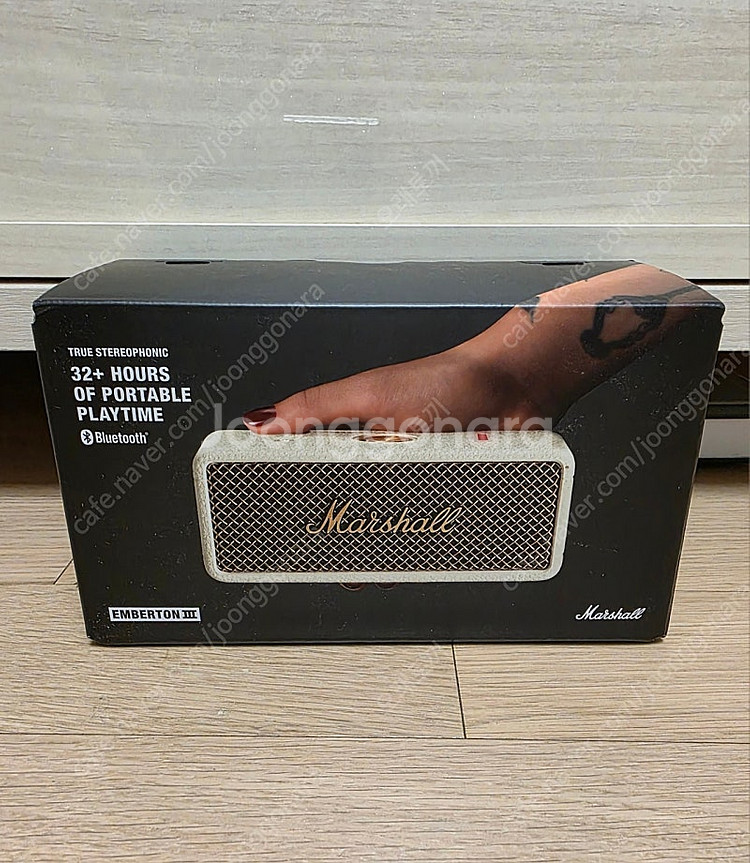 TRUE STEREOPHONIC
32+ HOURS
OF PORTABLE
PLAYTIME
Bluetooth®
Joonggonara
Marshall
EMBERTON III
Marshall
cafe.naver.com/joonggonara